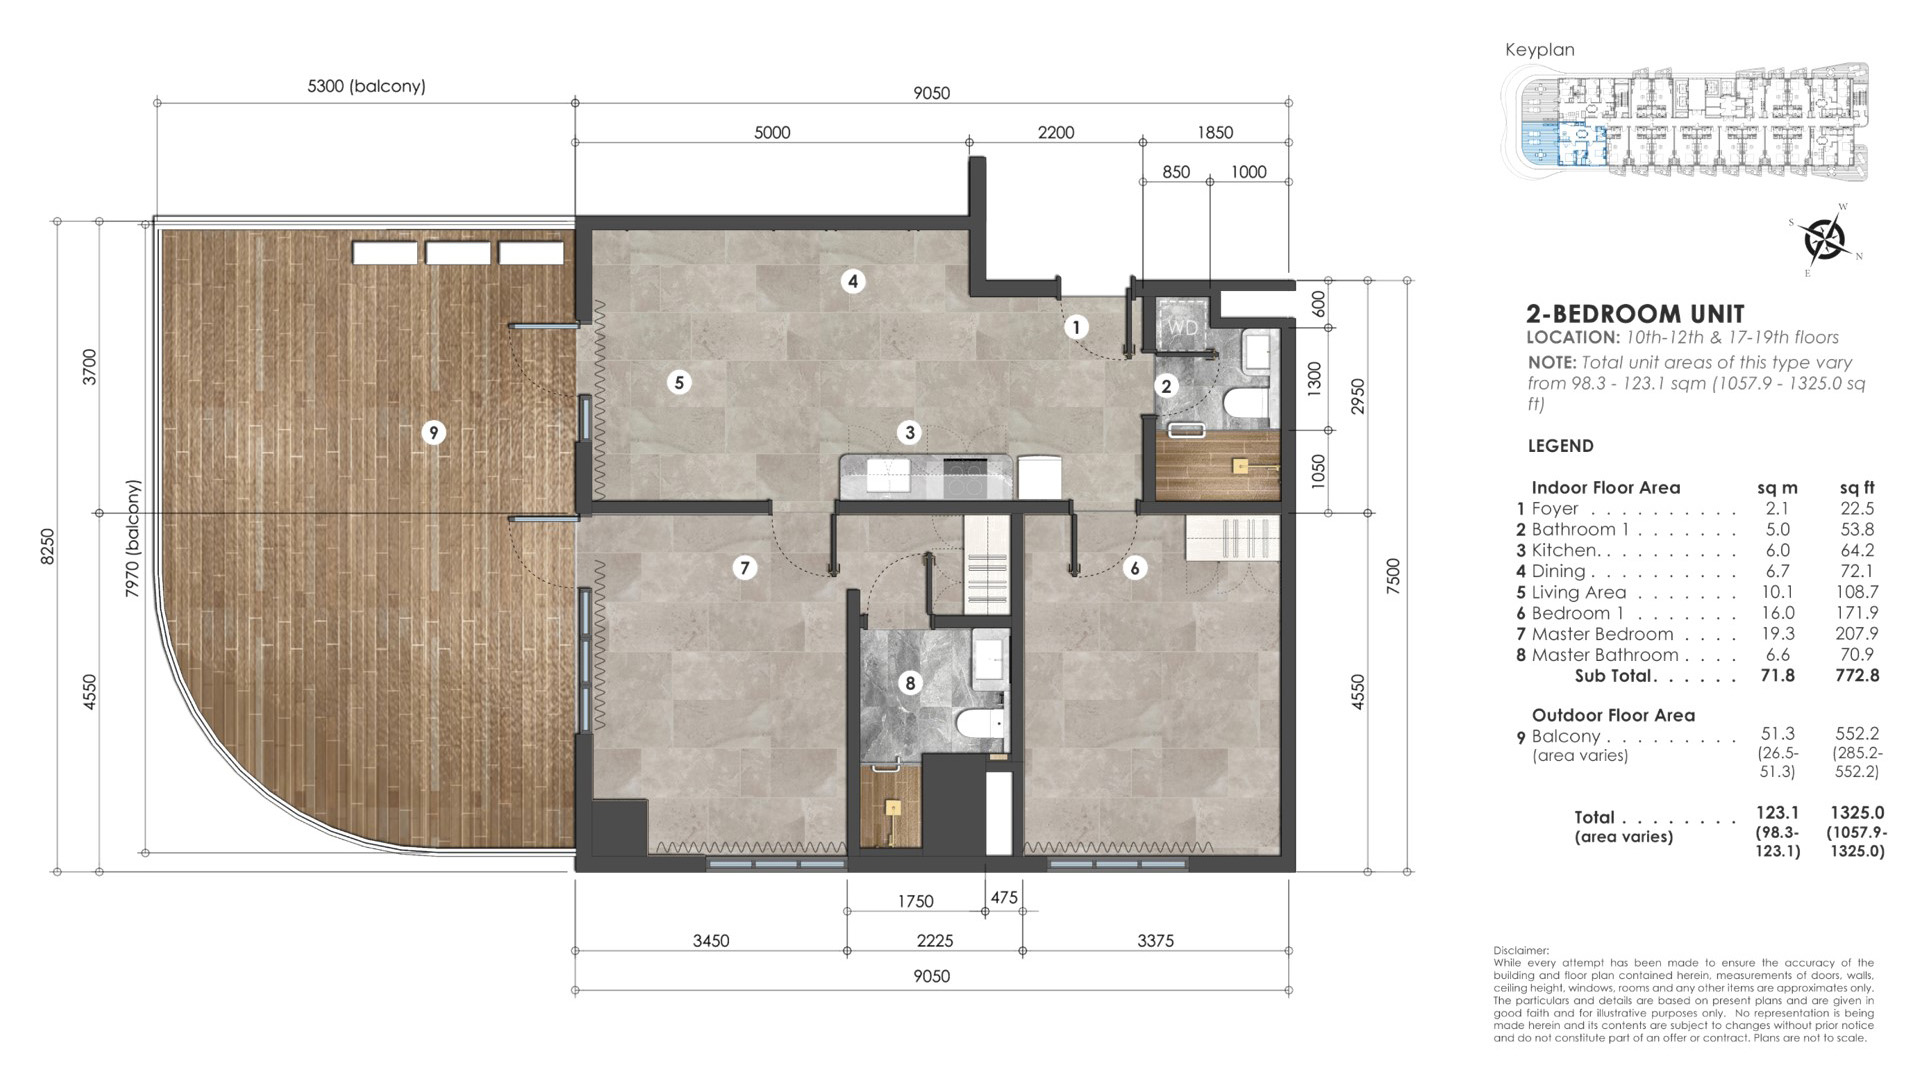 Keyplan
5300 (balcony)
9050
5000
2200
1850
850
1000
W
S
N
E
2-BEDROOM UNIT
LOCATION: 10th-12th & 17-19th floors
NOTE: Total unit areas of this type vary
from 98.3 - 123.1 sqm (1057.9 - 1325.0 sq
ft)
LEGEND
Indoor Floor Area sq m sq ft
1 Foyer . . . . . . . . . . 2.1 22.5
2 Bathroom 1 . . . . . . . 5.0 53.8
3 Kitchen. . . . . . . . . . 6.0 64.2
4 Dining . . . . . . . . . . 6.7 72.1
5 Living Area . . . . . . . 10.1 108.7
6 Bedroom 1 . . . . . . . 16.0 171.9
7 Master Bedroom . . . . 19.3 207.9
8 Master Bathroom . . . . 6.6 70.9
Sub Total. . . . . . 71.8 772.8
Outdoor Floor Area
9 Balcony . . . . . . . . . 51.3 552.2
(area varies) (26.5- (285.2-
51.3) 552.2)
Total . . . . . . . . 123.1 1325.0
(area varies) (98.3- (1057.9-
123.1) 1325.0)
8250
3700
4550
7970 (balcony)
9
4
5
3
1
WD
2
7
6
8
600
1300
1050
2950
4550
7500
1750
475
3450
2225
3375
9050
Disclaimer:
While every attempt has been made to ensure the accuracy of the
building and floor plan contained herein, measurements of doors, walls,
ceiling height, windows, rooms and any other items are approximates only.
The particulars and details are based on present plans and are given in
good faith and for illustrative purposes only. No representation is being
made herein and its contents are subject to changes without prior notice
and do not constitute part of an offer or contract. Plans are not to scale.